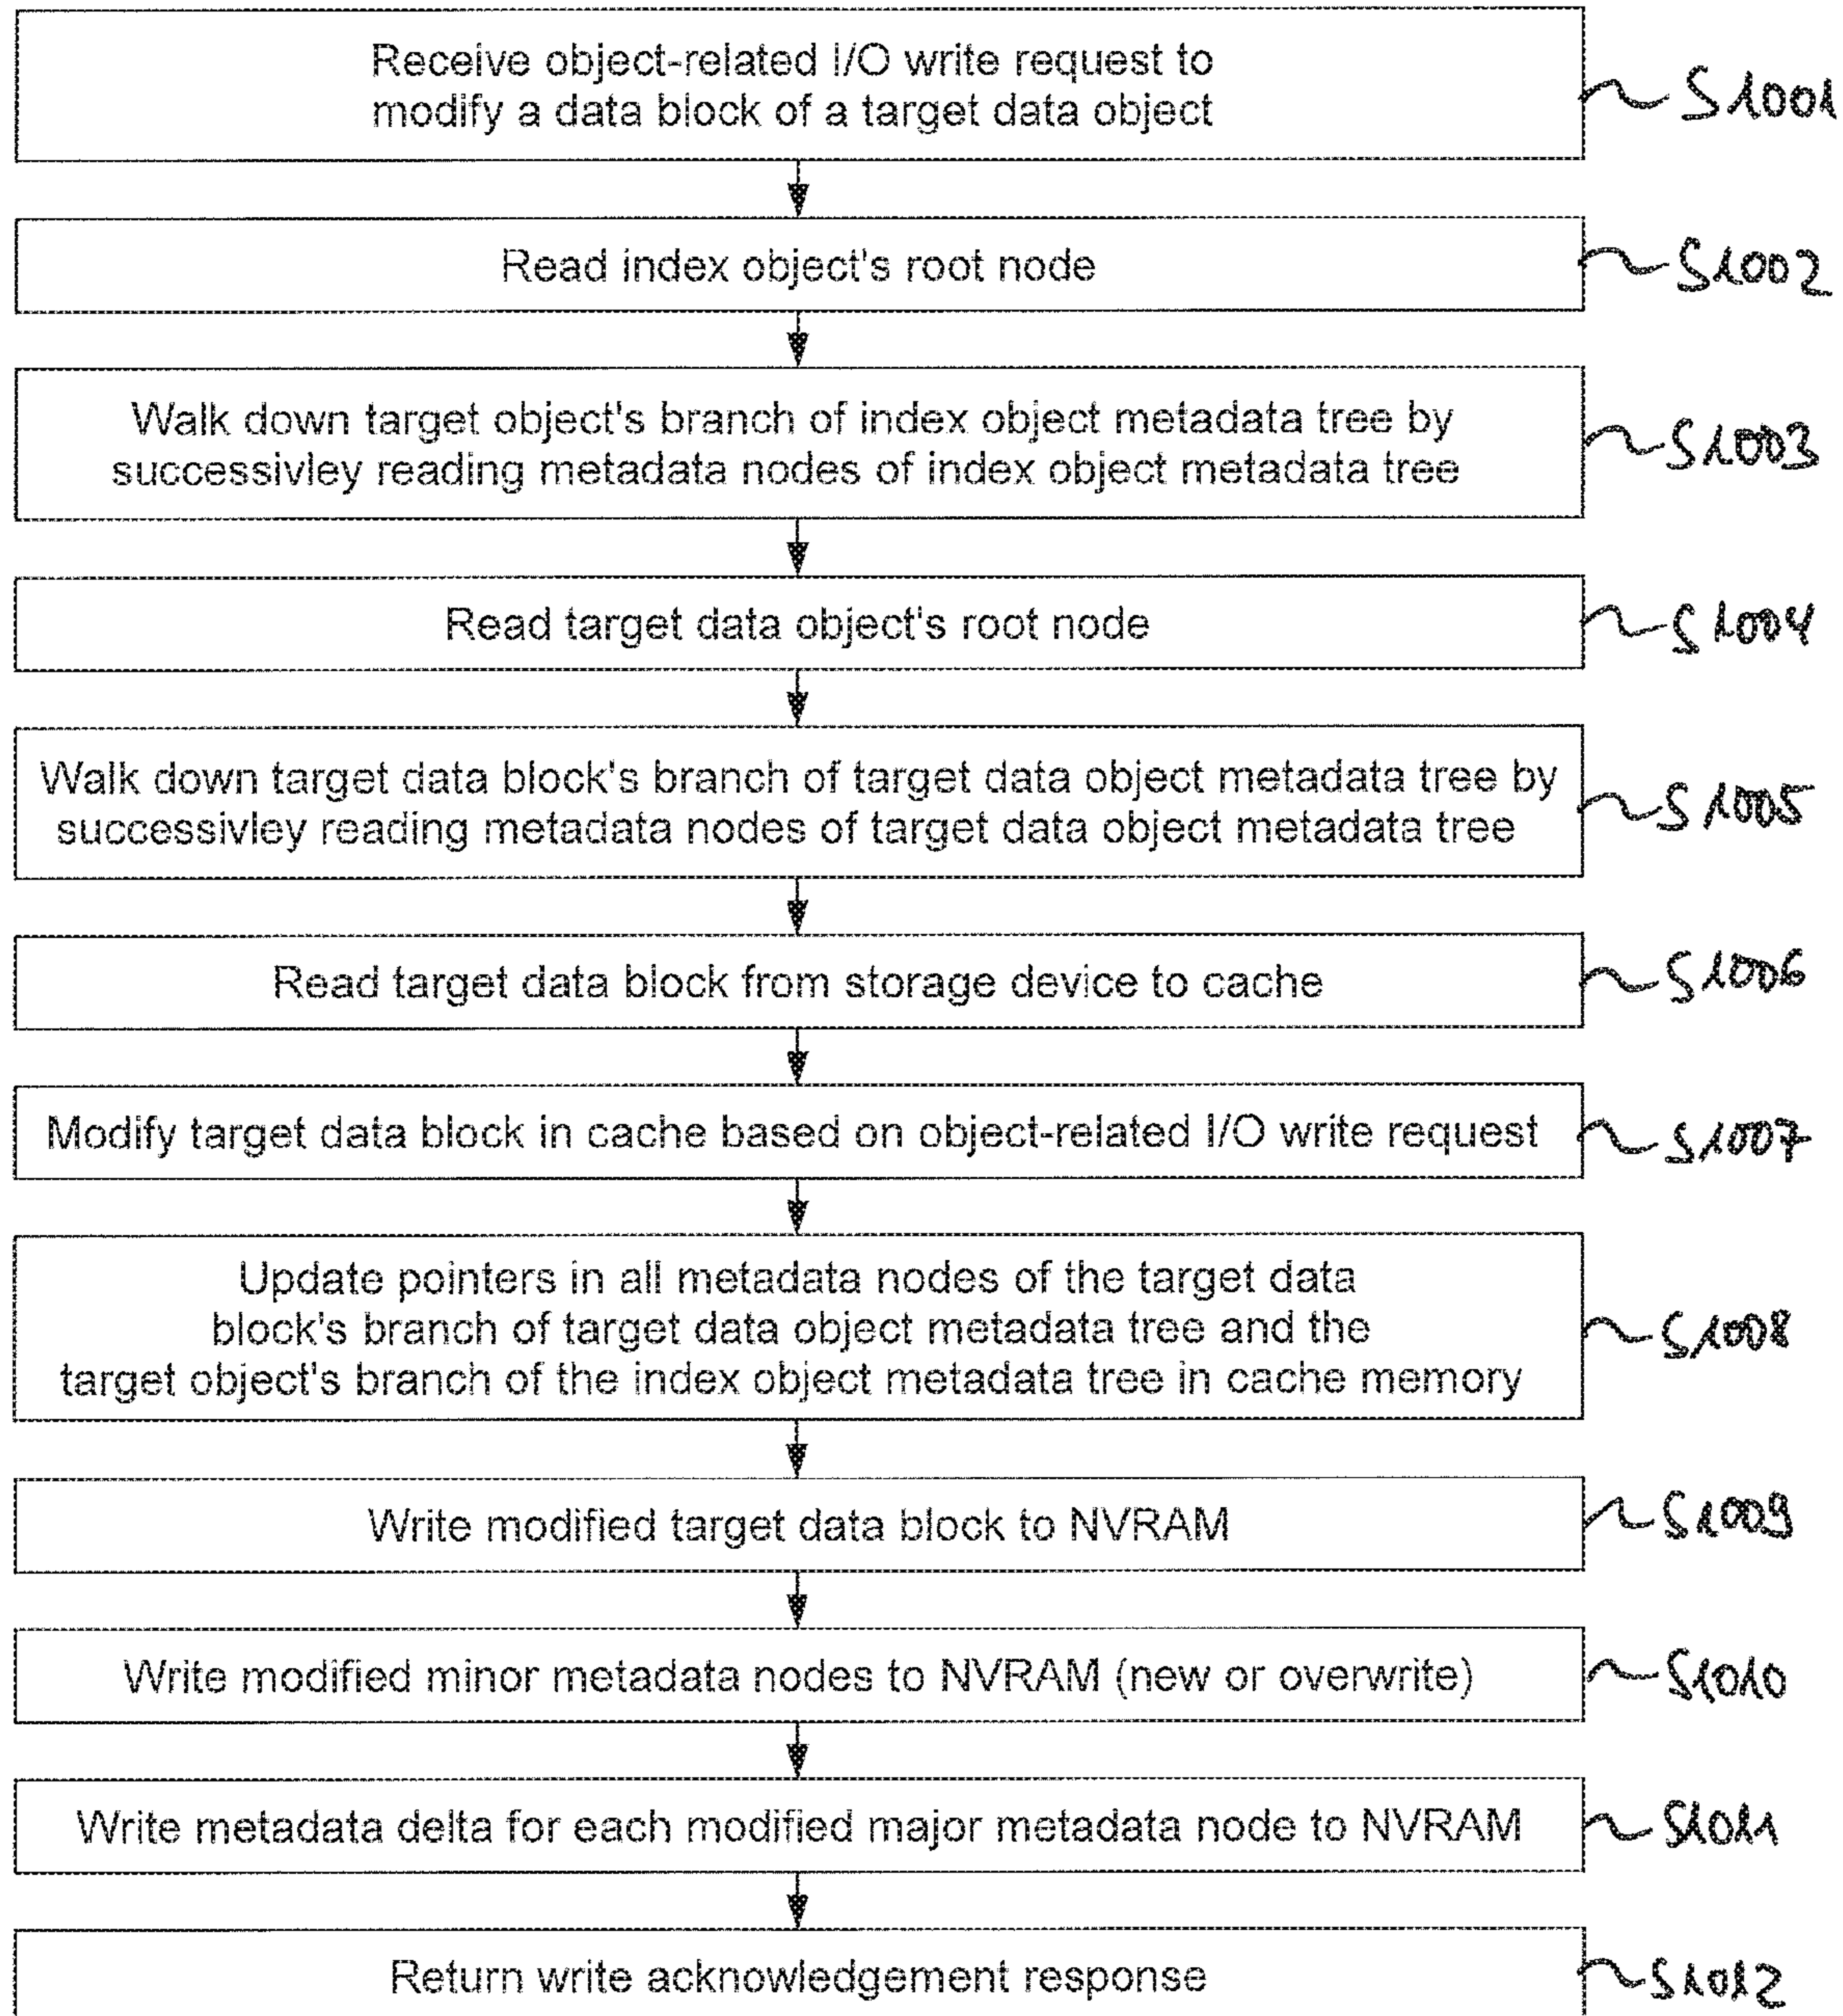 Receive object-related I/O write request to
modify a data block of a target data object
S1001
Read index object's root node
S1002
Walk down target object's branch of index object metadata tree by
successivley reading metadata nodes of index object metadata tree
S1003
Read target data object's root node
S1004
Walk down target data block's branch of target data object metadata tree by
successivley reading metadata nodes of target data object metadata tree
S1005
Read target data block from storage device to cache
S1006
Modify target data block in cache based on object-related I/O write request
S1007
Update pointers in all metadata nodes of the target data
block's branch of target data object metadata tree and the
target object's branch of the index object metadata tree in cache memory
S1008
Write modified target data block to NVRAM
S1009
Write modified minor metadata nodes to NVRAM (new or overwrite)
S1010
Write metadata delta for each modified major metadata node to NVRAM
S1011
Return write acknowledgement response
S1012